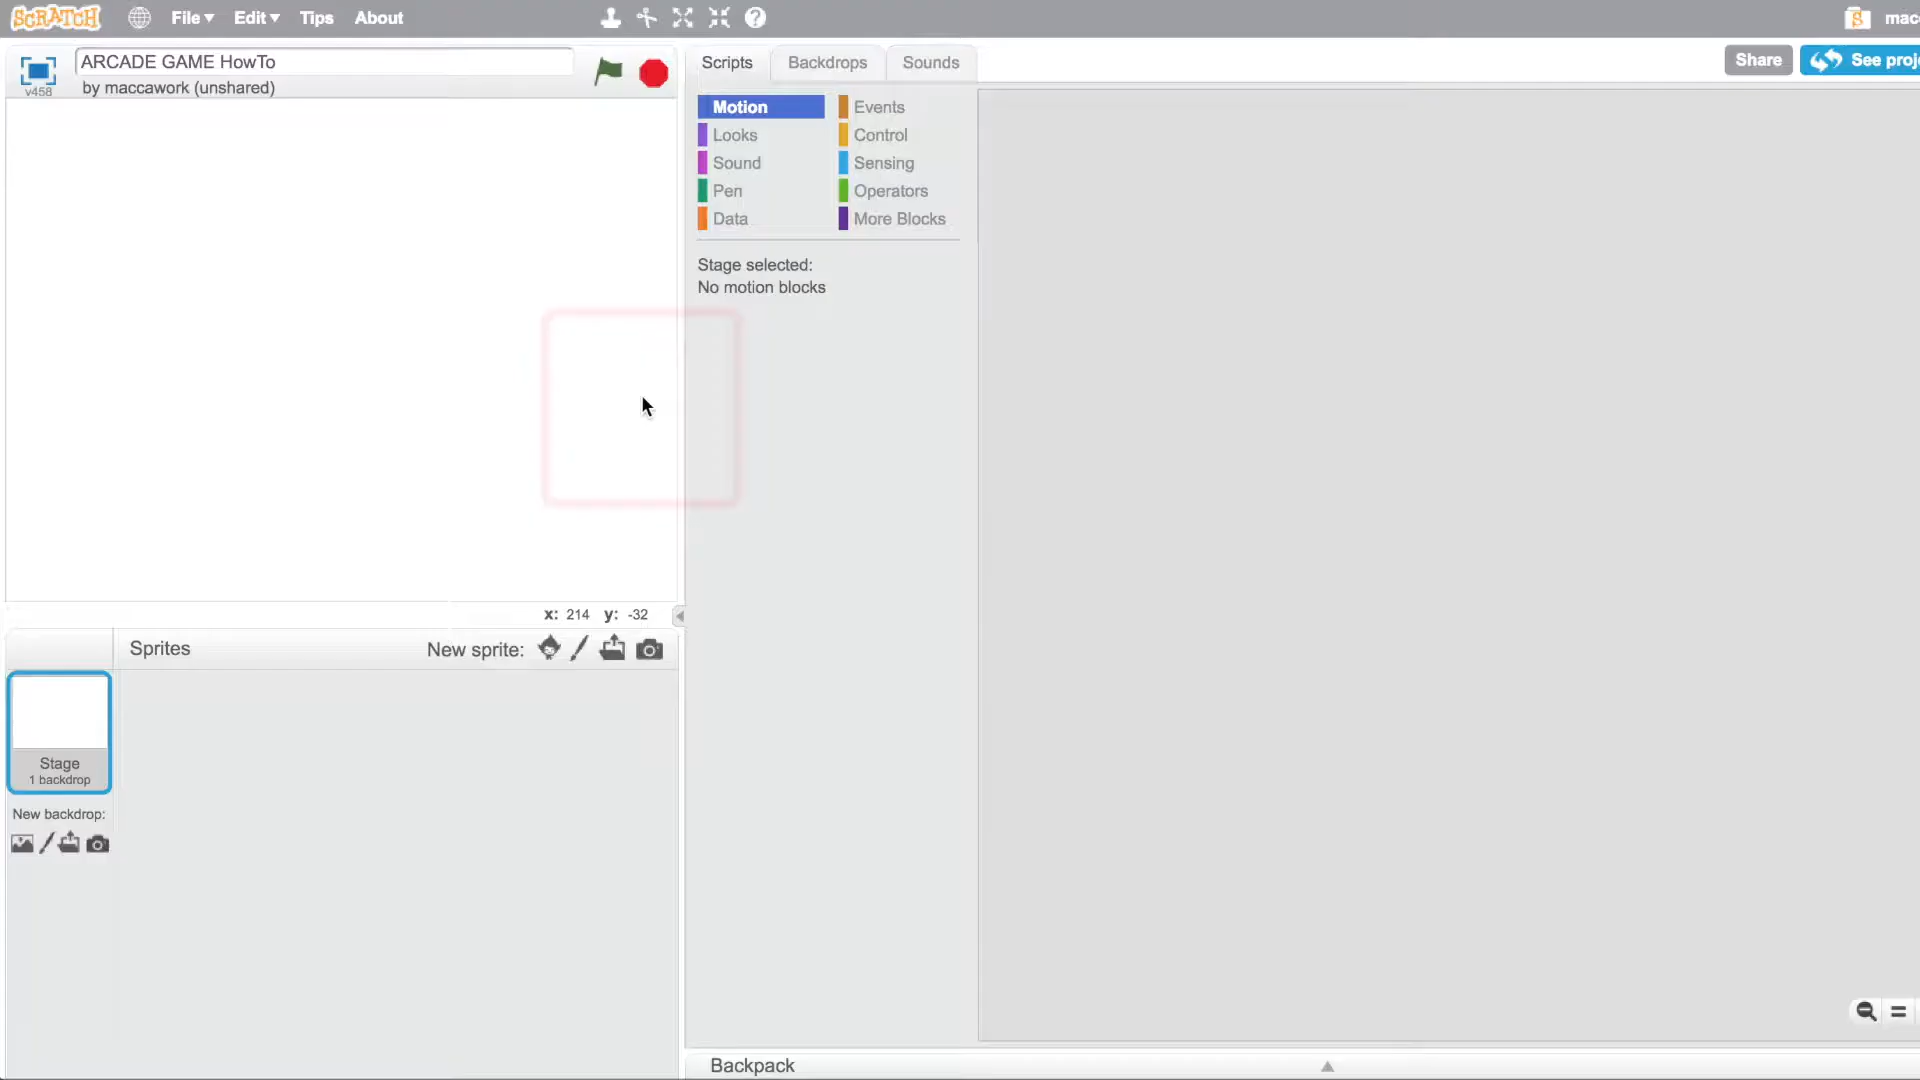 SCRATCH File Edit Tips About
mac
v458
ARCADE GAME HowTo
by maccawork (unshared)
Scripts Backdrops Sounds
Share
See proj
Motion Events
Looks Control
Sound Sensing
Pen Operators
Data More Blocks
Stage selected:
No motion blocks
x: 214 y: -32
Sprites New sprite:
Stage
1 backdrop
New backdrop:
Backpack